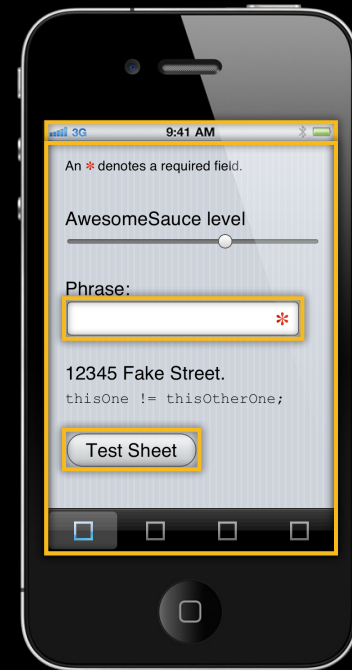 3G 9:41 AM
An * denotes a required field.
AwesomeSauce level
Phrase:
*
12345 Fake Street.
thisOne != thisOtherOne;
Test Sheet